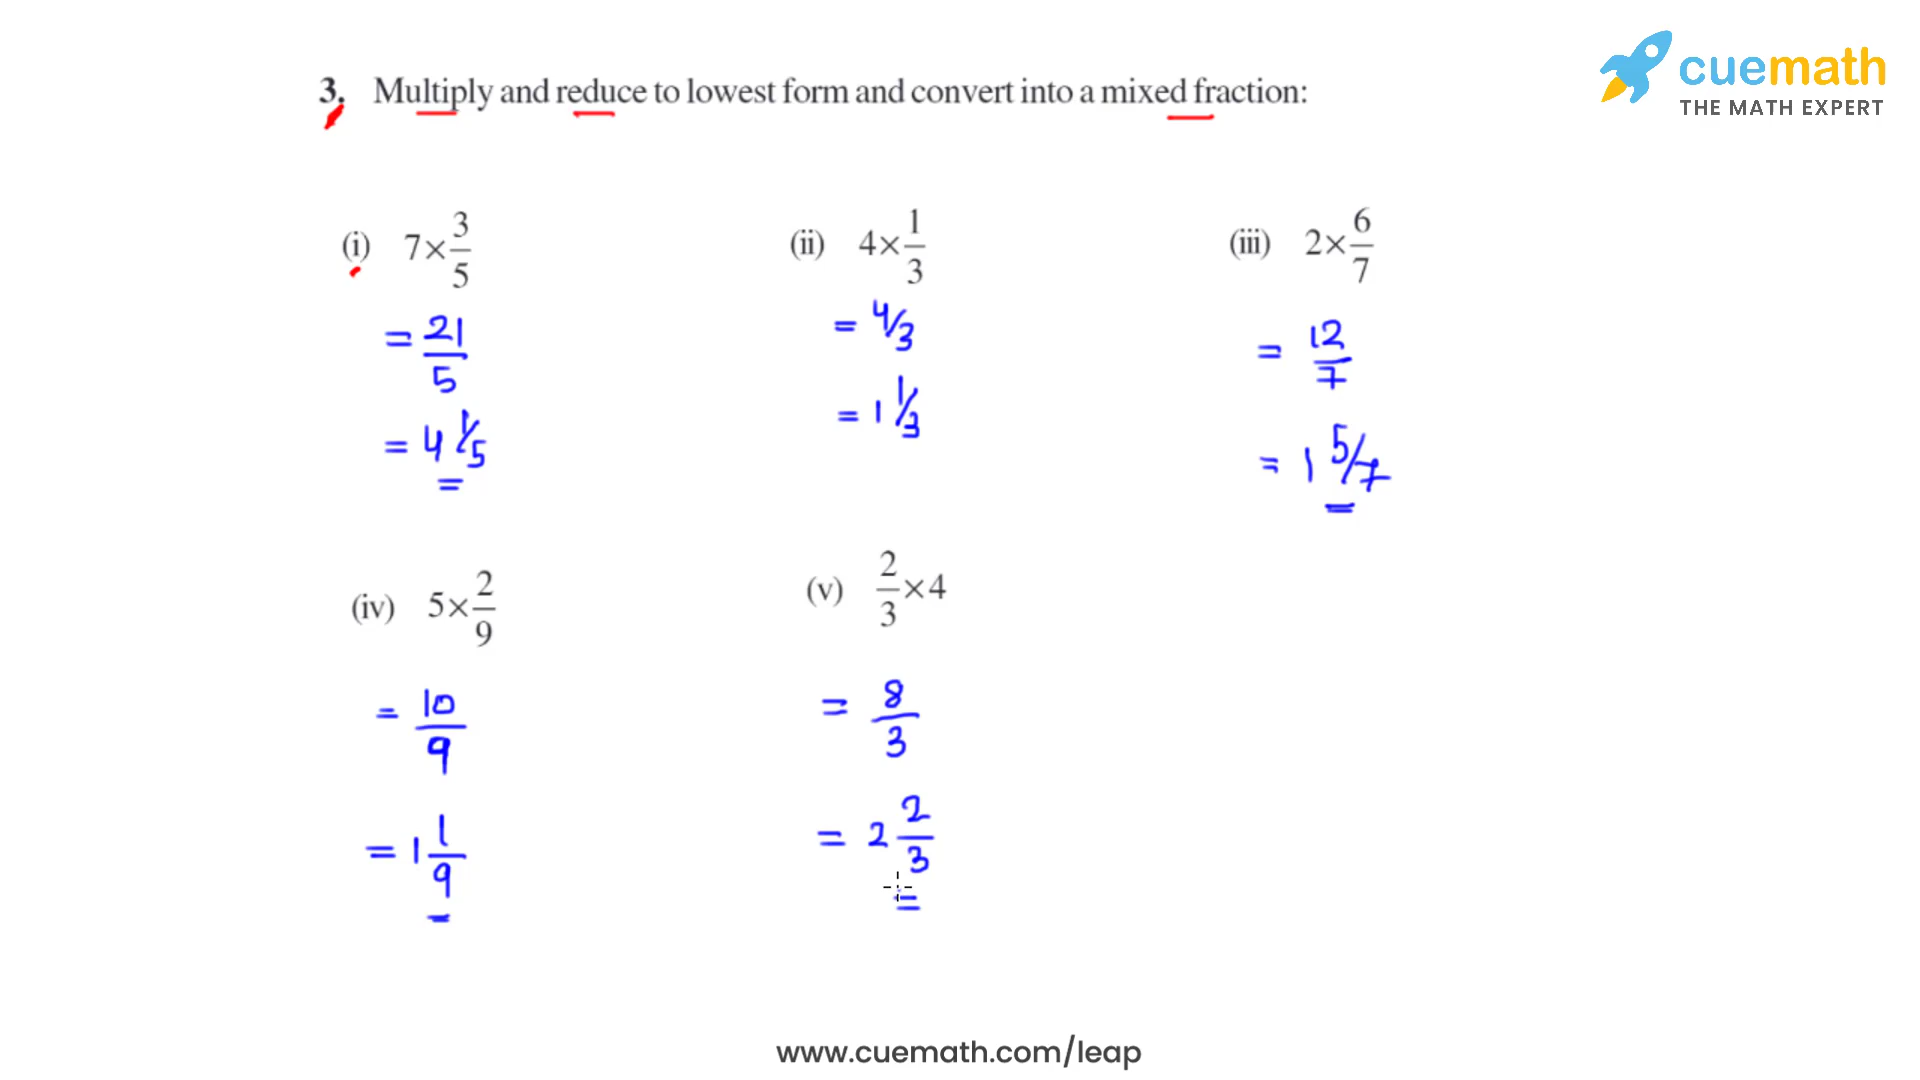 cuemath
THE MATH EXPERT
3. Multiply and reduce to lowest form and convert into a mixed fraction:
(i) 7×3/5
= 21/5
= 4 1/5
(ii) 4×1/3
= 4/3
= 1 1/3
(iii) 2×6/7
= 12/7
= 1 5/7
(iv) 5×2/9
= 10/9
= 1 1/9
(v) 2/3×4
= 8/3
= 2 2/3
www.cuemath.com/leap